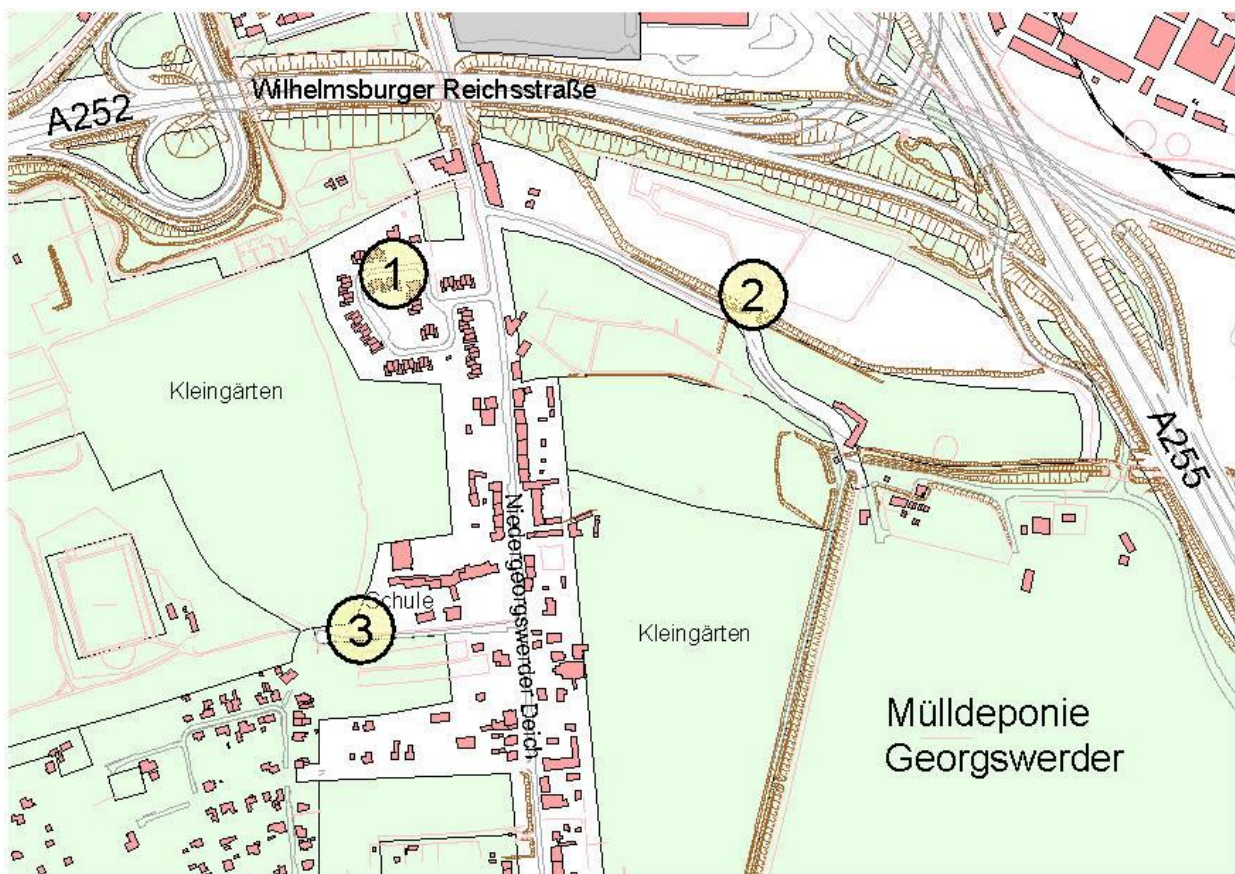 Wilhelmsburger Reichsstraße
A252
1
2
Kleingärten
A255
Niedergeorgswerder Deich
Schule
3
Kleingärten
Mülldeponie
Georgswerder